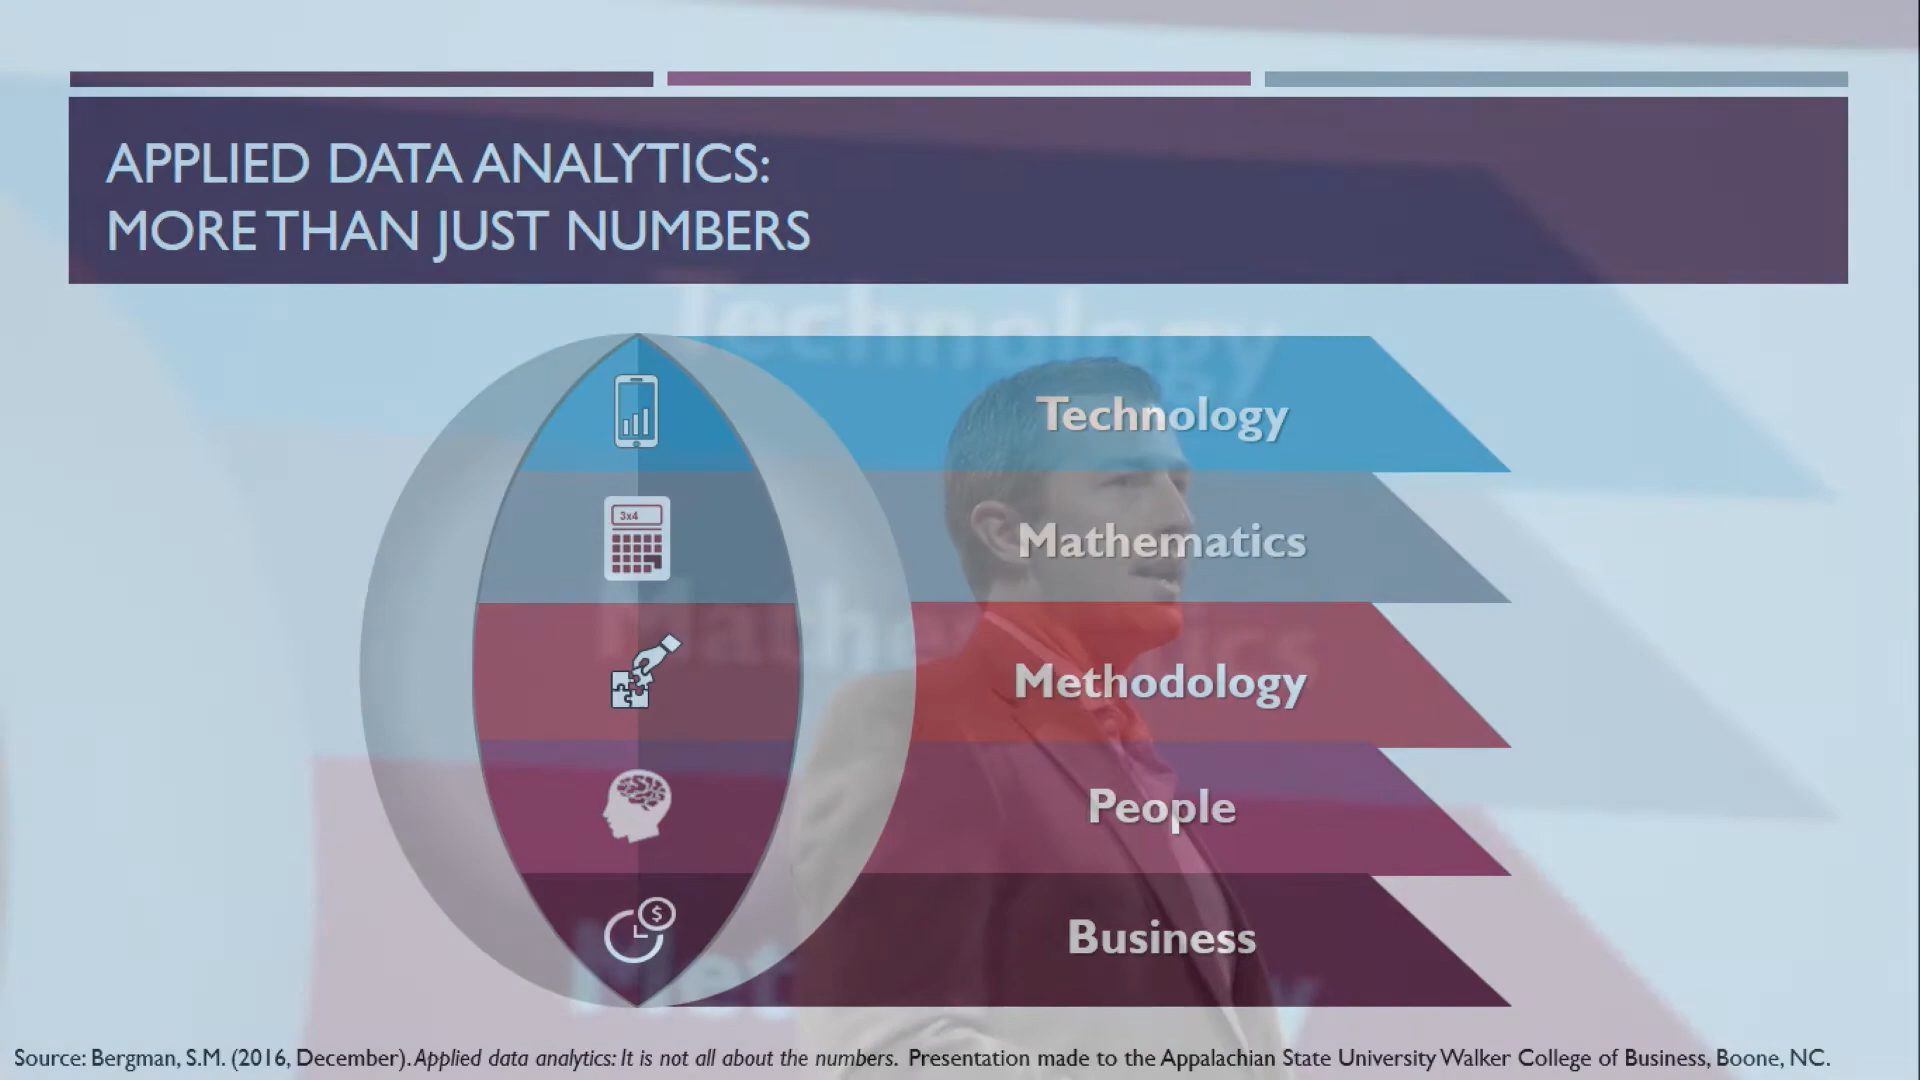 APPLIED DATA ANALYTICS:
MORE THAN JUST NUMBERS
Technology
Technology
3x4
Mathematics
Methodology
People
$
Business
Source: Bergman, S.M. (2016, December). Applied data analytics: It is not all about the numbers. Presentation made to the Appalachian State University Walker College of Business, Boone, NC.